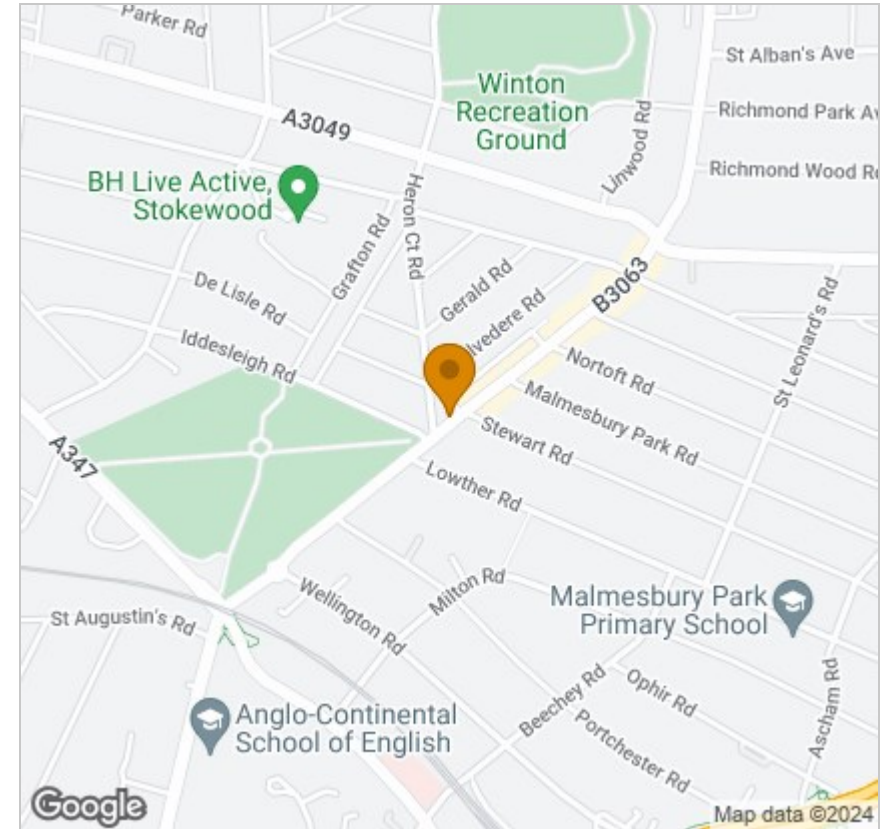 Parker Rd
St Alban's Ave
Winton
Recreation
Ground
A3049
Richmond Park Av
Linwood Rd
Richmond Wood Rd
BH Live Active,
Stokewood
Heron Ct Rd
Grafton Rd
Gerald Rd
B3063
De Lisle Rd
lvedere Rd
St Leonard's Rd
Iddesleigh Rd
Nortoft Rd
Malmesbury Park Rd
Stewart Rd
A347
Lowther Rd
Milton Rd
Malmesbury Park
Primary School
Wellington Rd
St Augustin's Rd
Beechey Rd
Ophir Rd
Ascham Rd
Portchester Rd
Anglo-Continental
School of English
Google
Map data ©2024